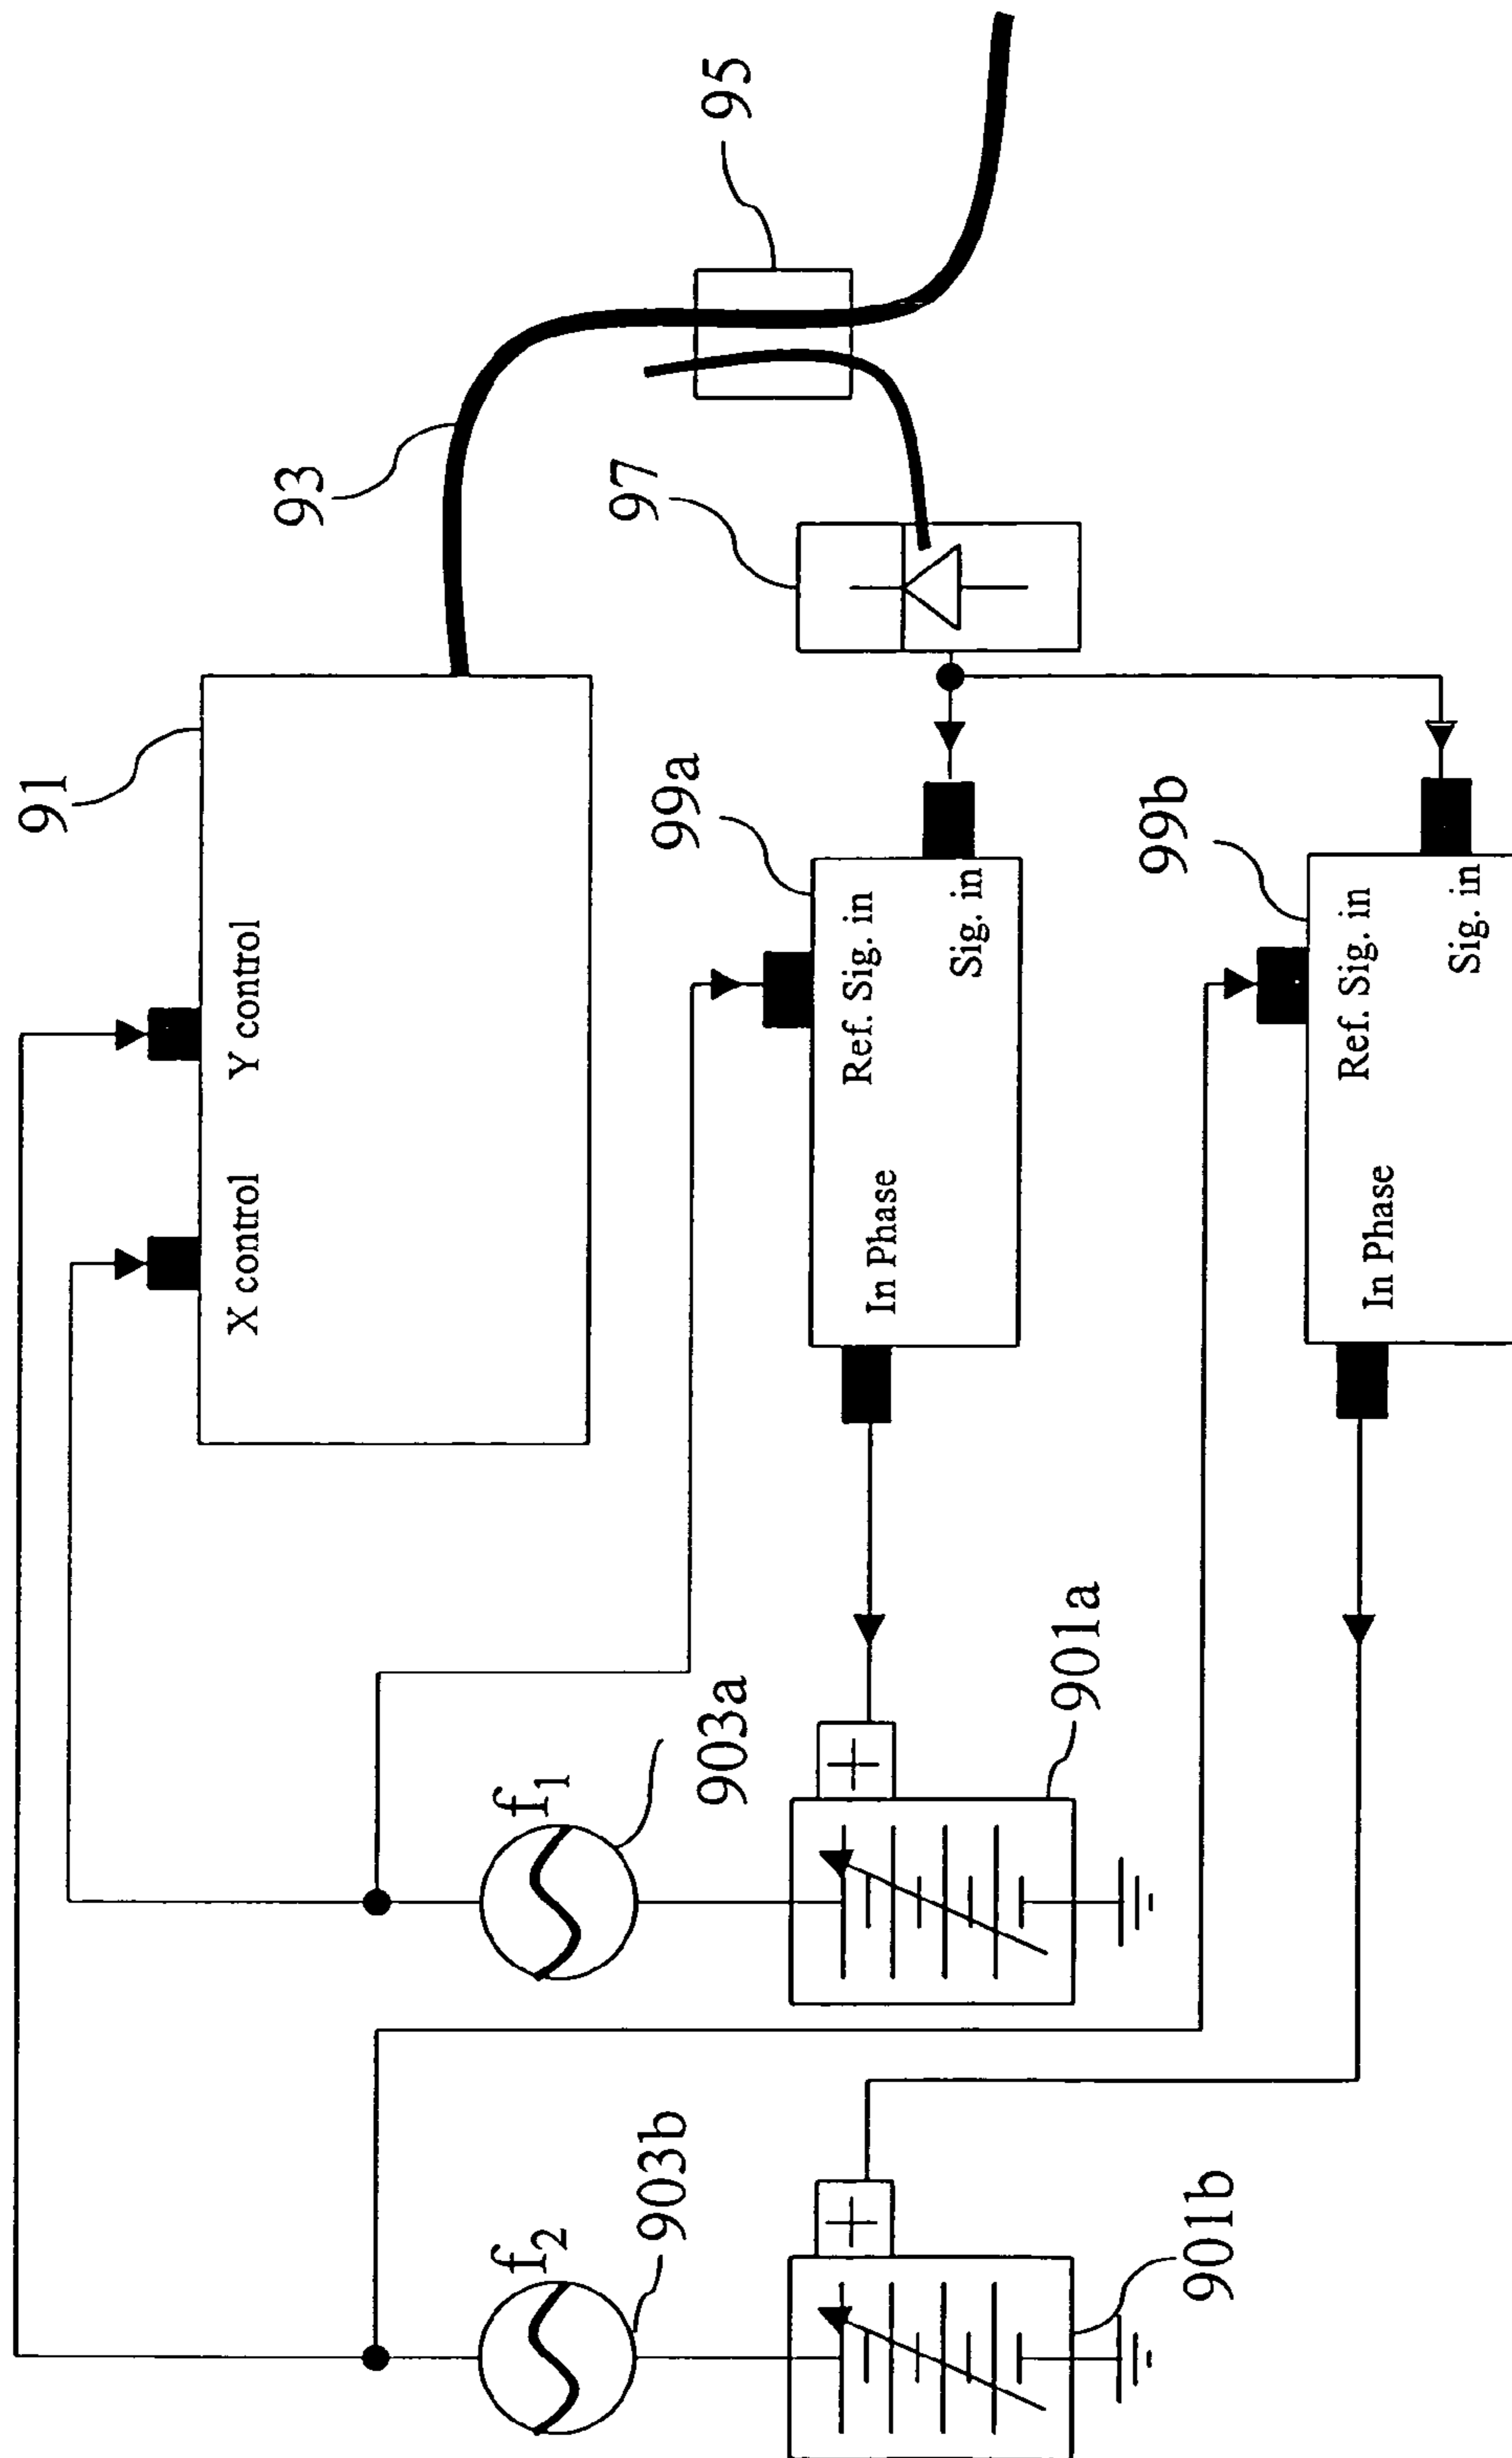 91
X control
Y control
93
95
97
99a
Ref. Sig. in
In Phase
Sig. in
99b
Ref. Sig. in
In Phase
Sig. in
f1
903a
901a
f2
903b
901b